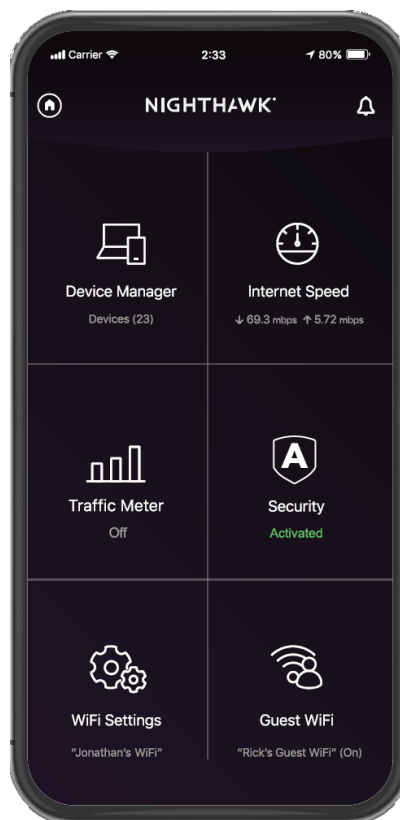 Carrier 2:33 80%
NIGHTHAWK
Device Manager
Devices (23)
Internet Speed
↓ 69.3 mbps ↑ 5.72 mbps
Traffic Meter
Off
A
Security
Activated
WiFi Settings
"Jonathan's WiFi"
Guest WiFi
"Rick's Guest WiFi" (On)